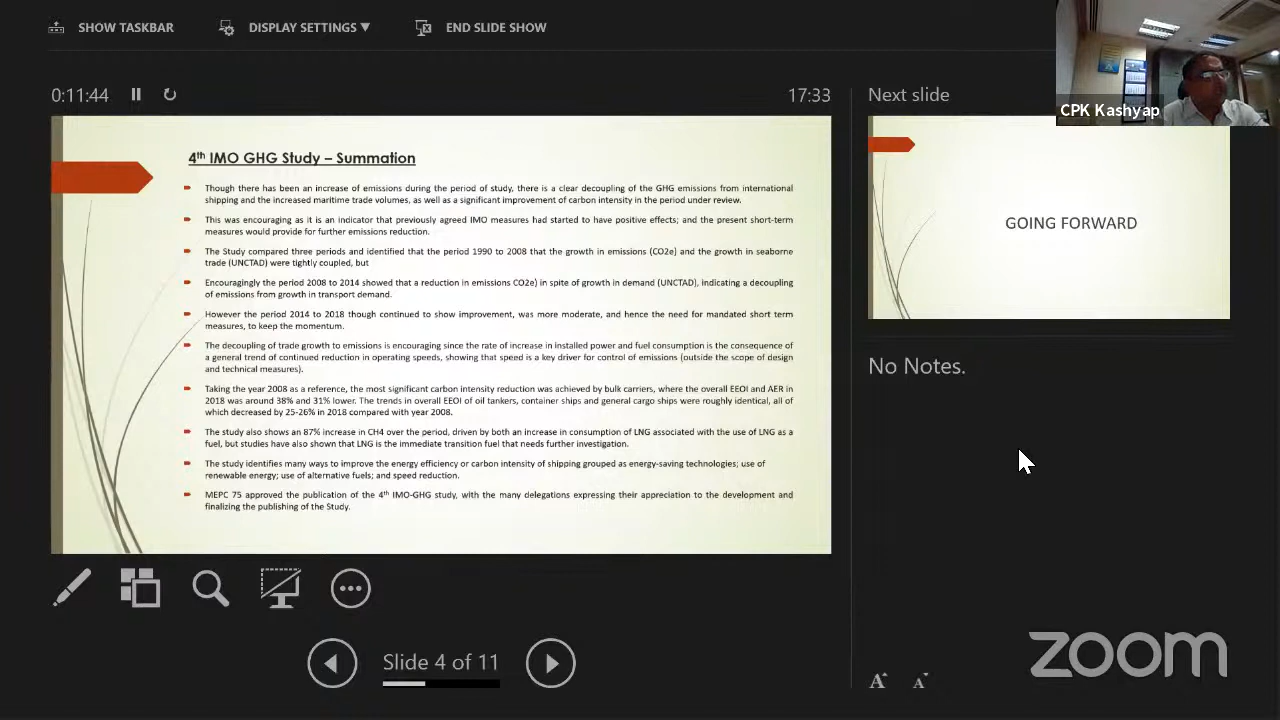 SHOW TASKBAR
DISPLAY SETTINGS ▼
END SLIDE SHOW
0:11:44
17:33
Next slide
CPK Kashyap
4th IMO GHG Study – Summation
Though there has been an increase of emissions during the period of study, there is a clear decoupling of the GHG emissions from international
shipping and the increased maritime trade volumes, as well as a significant improvement of carbon intensity in the period under review.
This was encouraging as it is an indicator that previously agreed IMO measures had started to have positive effects; and the present short-term
measures would provide for further emissions reduction.
The Study compared three periods and identified that the period 1990 to 2008 that the growth in emissions (CO2e) and the growth in seaborne
trade (UNCTAD) were tightly coupled, but
Encouragingly the period 2008 to 2014 showed that a reduction in emissions CO2e) in spite of growth in demand (UNCTAD), indicating a decoupling
of emissions from growth in transport demand.
However the period 2014 to 2018 though continued to show improvement, was more moderate, and hence the need for mandated short term
measures, to keep the momentum.
The decoupling of trade growth to emissions is encouraging since the rate of increase in installed power and fuel consumption is the consequence of
a general trend of continued reduction in operating speeds, showing that speed is a key driver for control of emissions (outside the scope of design
and technical measures).
Taking the year 2008 as a reference, the most significant carbon intensity reduction was achieved by bulk carriers, where the overall EEOI and AER in
2018 was around 38% and 31% lower. The trends in overall EEOI of oil tankers, container ships and general cargo ships were roughly identical, all of
which decreased by 25-26% in 2018 compared with year 2008.
The study also shows an 87% increase in CH4 over the period, driven by both an increase in consumption of LNG associated with the use of LNG as a
fuel, but studies have also shown that LNG is the immediate transition fuel that needs further investigation.
The study identifies many ways to improve the energy efficiency or carbon intensity of shipping grouped as energy-saving technologies; use of
renewable energy; use of alternative fuels; and speed reduction.
MEPC 75 approved the publication of the 4th IMO-GHG study, with the many delegations expressing their appreciation to the development and
finalizing the publishing of the Study.
GOING FORWARD
No Notes.
Slide 4 of 11
A A
zoom